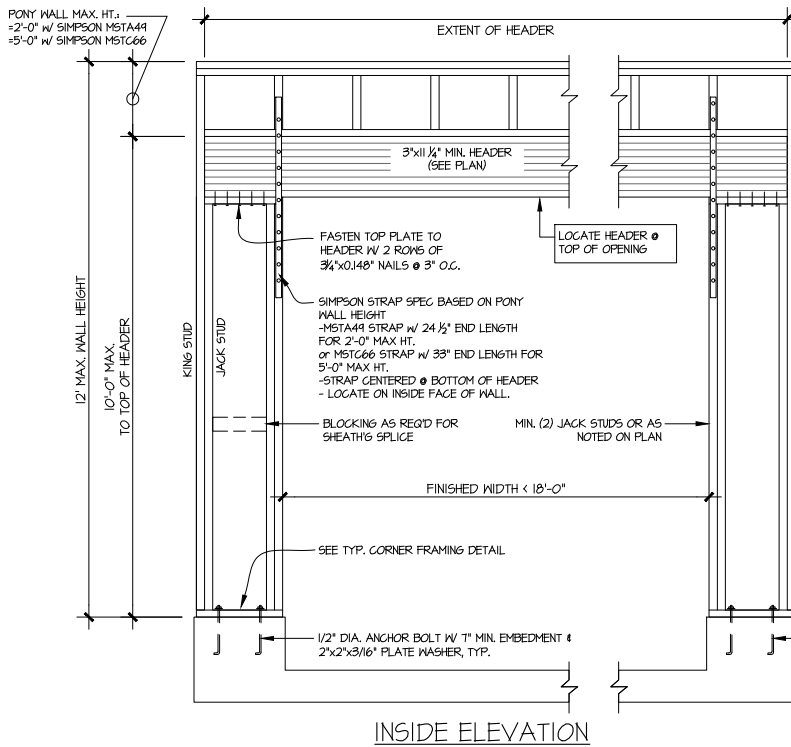 PONY WALL MAX. HT.:
=2'-0" W/ SIMPSON MSTA49
=5'-0" W/ SIMPSON MSTC66
EXTENT OF HEADER
3"x11 1/4" MIN. HEADER
(SEE PLAN)
FASTEN TOP PLATE TO
HEADER W/ 2 ROWS OF
3 1/4"x0.148" NAILS @ 3" O.C.
LOCATE HEADER @
TOP OF OPENING
SIMPSON STRAP SPEC BASED ON PONY
WALL HEIGHT
-MSTA49 STRAP W/ 24 1/2" END LENGTH
FOR 2'-0" MAX HT.
or MSTC66 STRAP W/ 33" END LENGTH FOR
5'-0" MAX HT.
-STRAP CENTERED @ BOTTOM OF HEADER
- LOCATE ON INSIDE FACE OF WALL.
12' MAX. WALL HEIGHT
10'-0" MAX.
TO TOP OF HEADER
KING STUD
JACK STUD
BLOCKING AS REQ'D FOR
SHEATH'G SPLICE
MIN. (2) JACK STUDS OR AS
NOTED ON PLAN
FINISHED WIDTH < 18'-0"
SEE TYP. CORNER FRAMING DETAIL
1/2" DIA. ANCHOR BOLT W/ 7" MIN. EMBEDMENT &
2"x2"x3/16" PLATE WASHER, TYP.
INSIDE ELEVATION